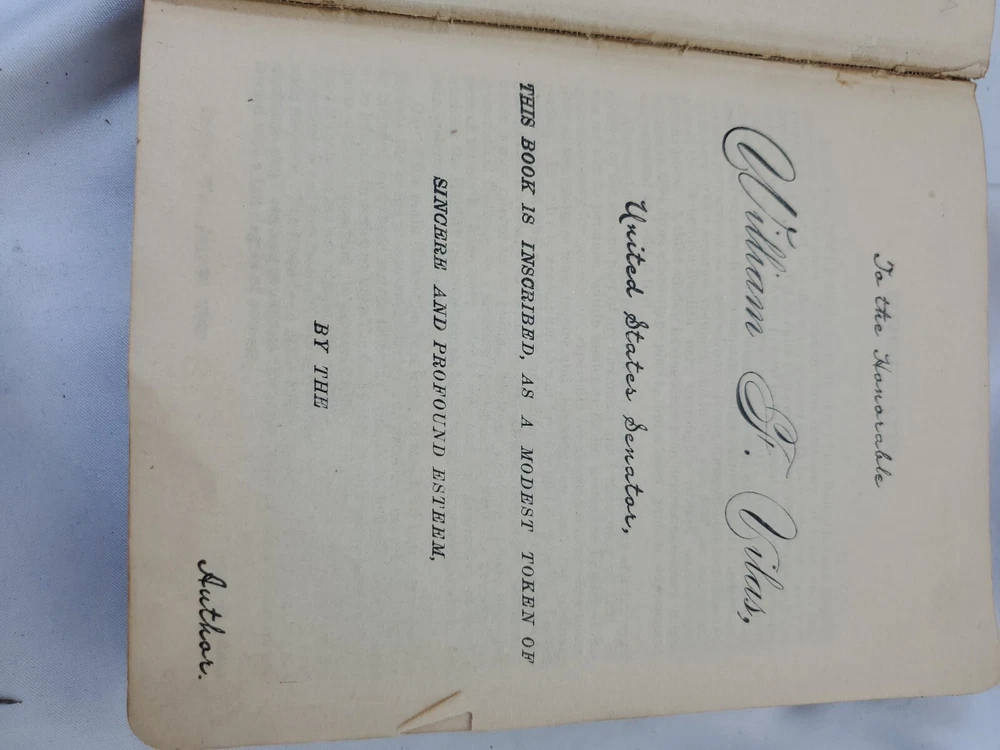 To the Honorable
William F. Vilas,
United States Senator,
THIS BOOK IS INSCRIBED, AS A MODEST TOKEN OF
SINCERE AND PROFOUND ESTEEM,
BY THE
Author.